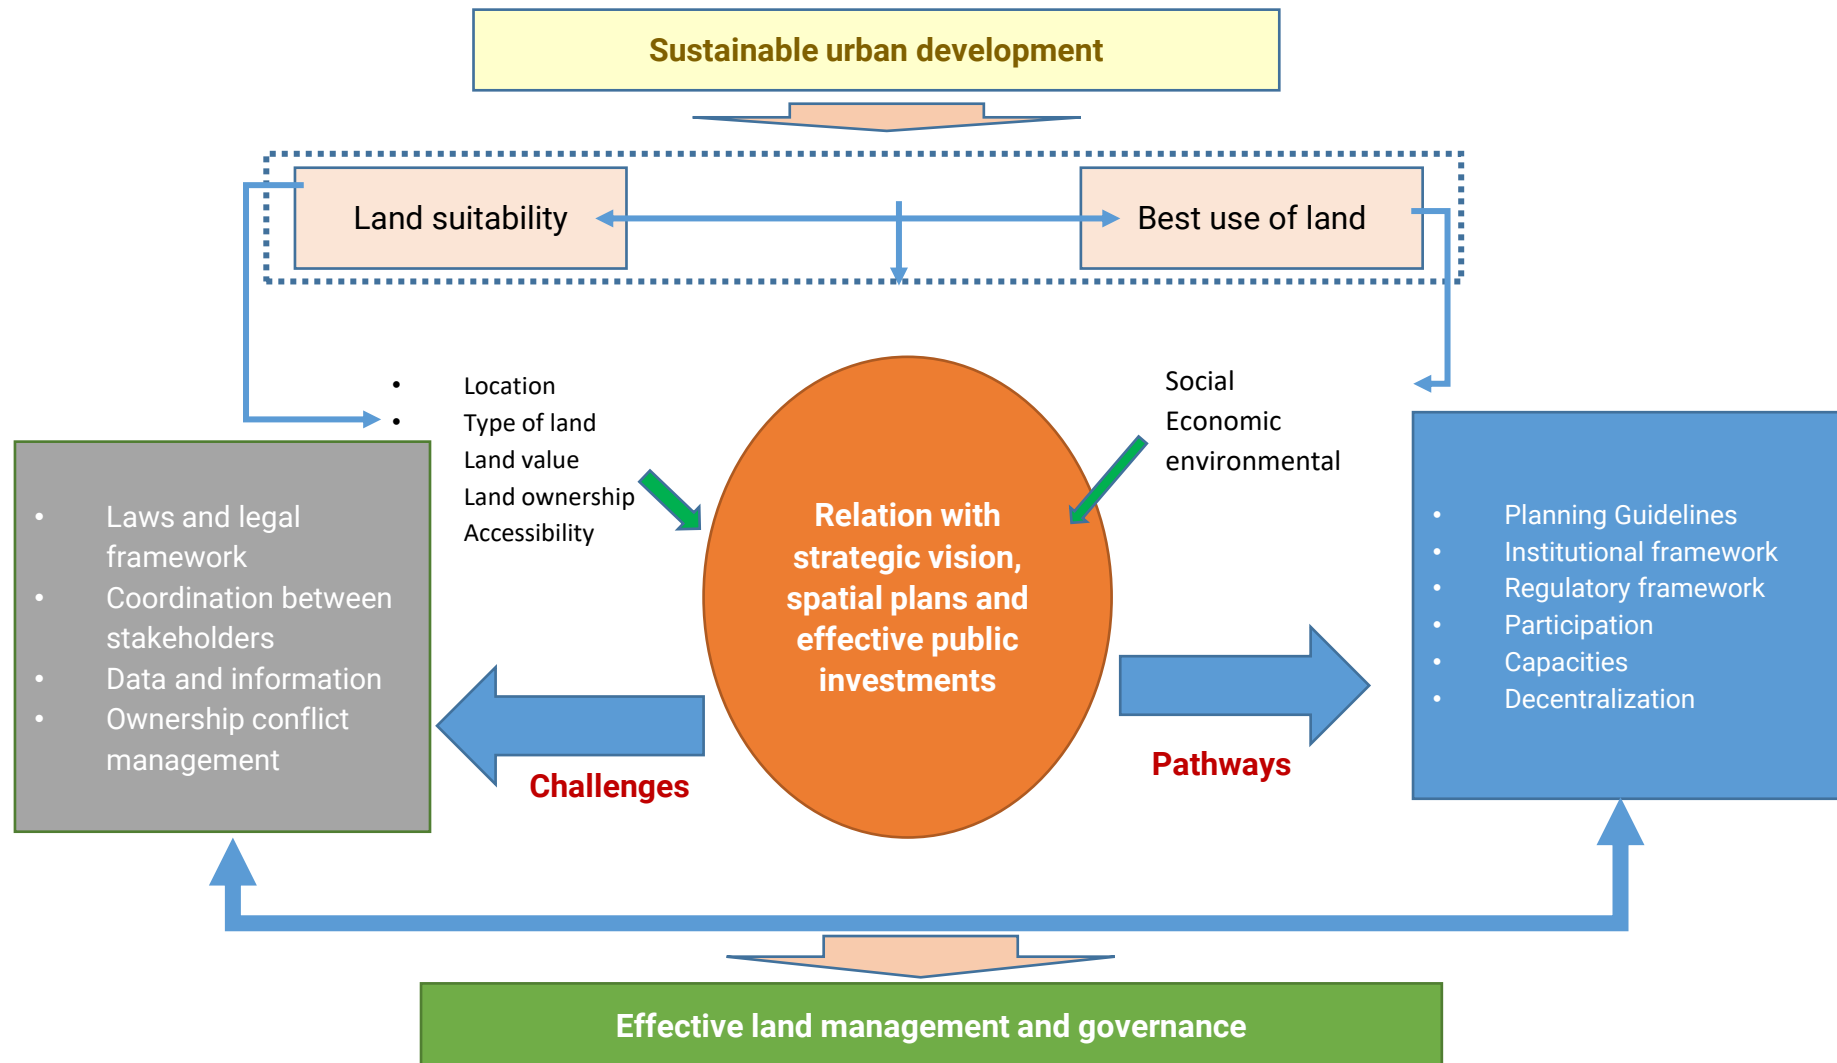 Sustainable urban development
Land suitability
Best use of land
• Location
• Type of land
Land value
Land ownership
Accessibility
Social
Economic
environmental
• Laws and legal
framework
• Coordination between
stakeholders
• Data and information
• Ownership conflict
management
Relation with
strategic vision,
spatial plans and
effective public
investments
• Planning Guidelines
• Institutional framework
• Regulatory framework
• Participation
• Capacities
• Decentralization
Challenges
Pathways
Effective land management and governance